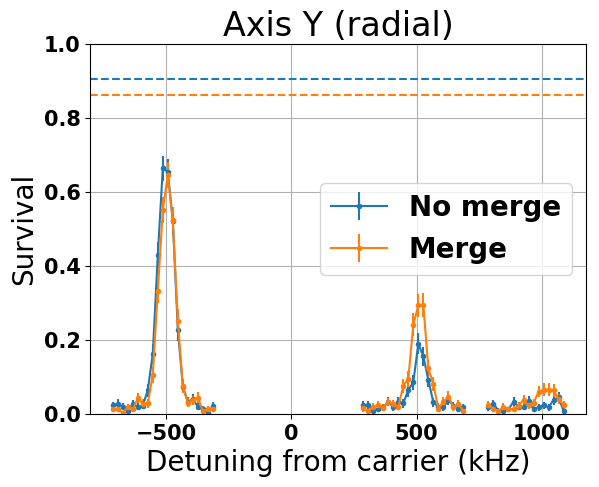 Axis Y (radial)
1.0
0.8
0.6
0.4
0.2
0.0
Survival
No merge
Merge
−500
0
500
1000
Detuning from carrier (kHz)